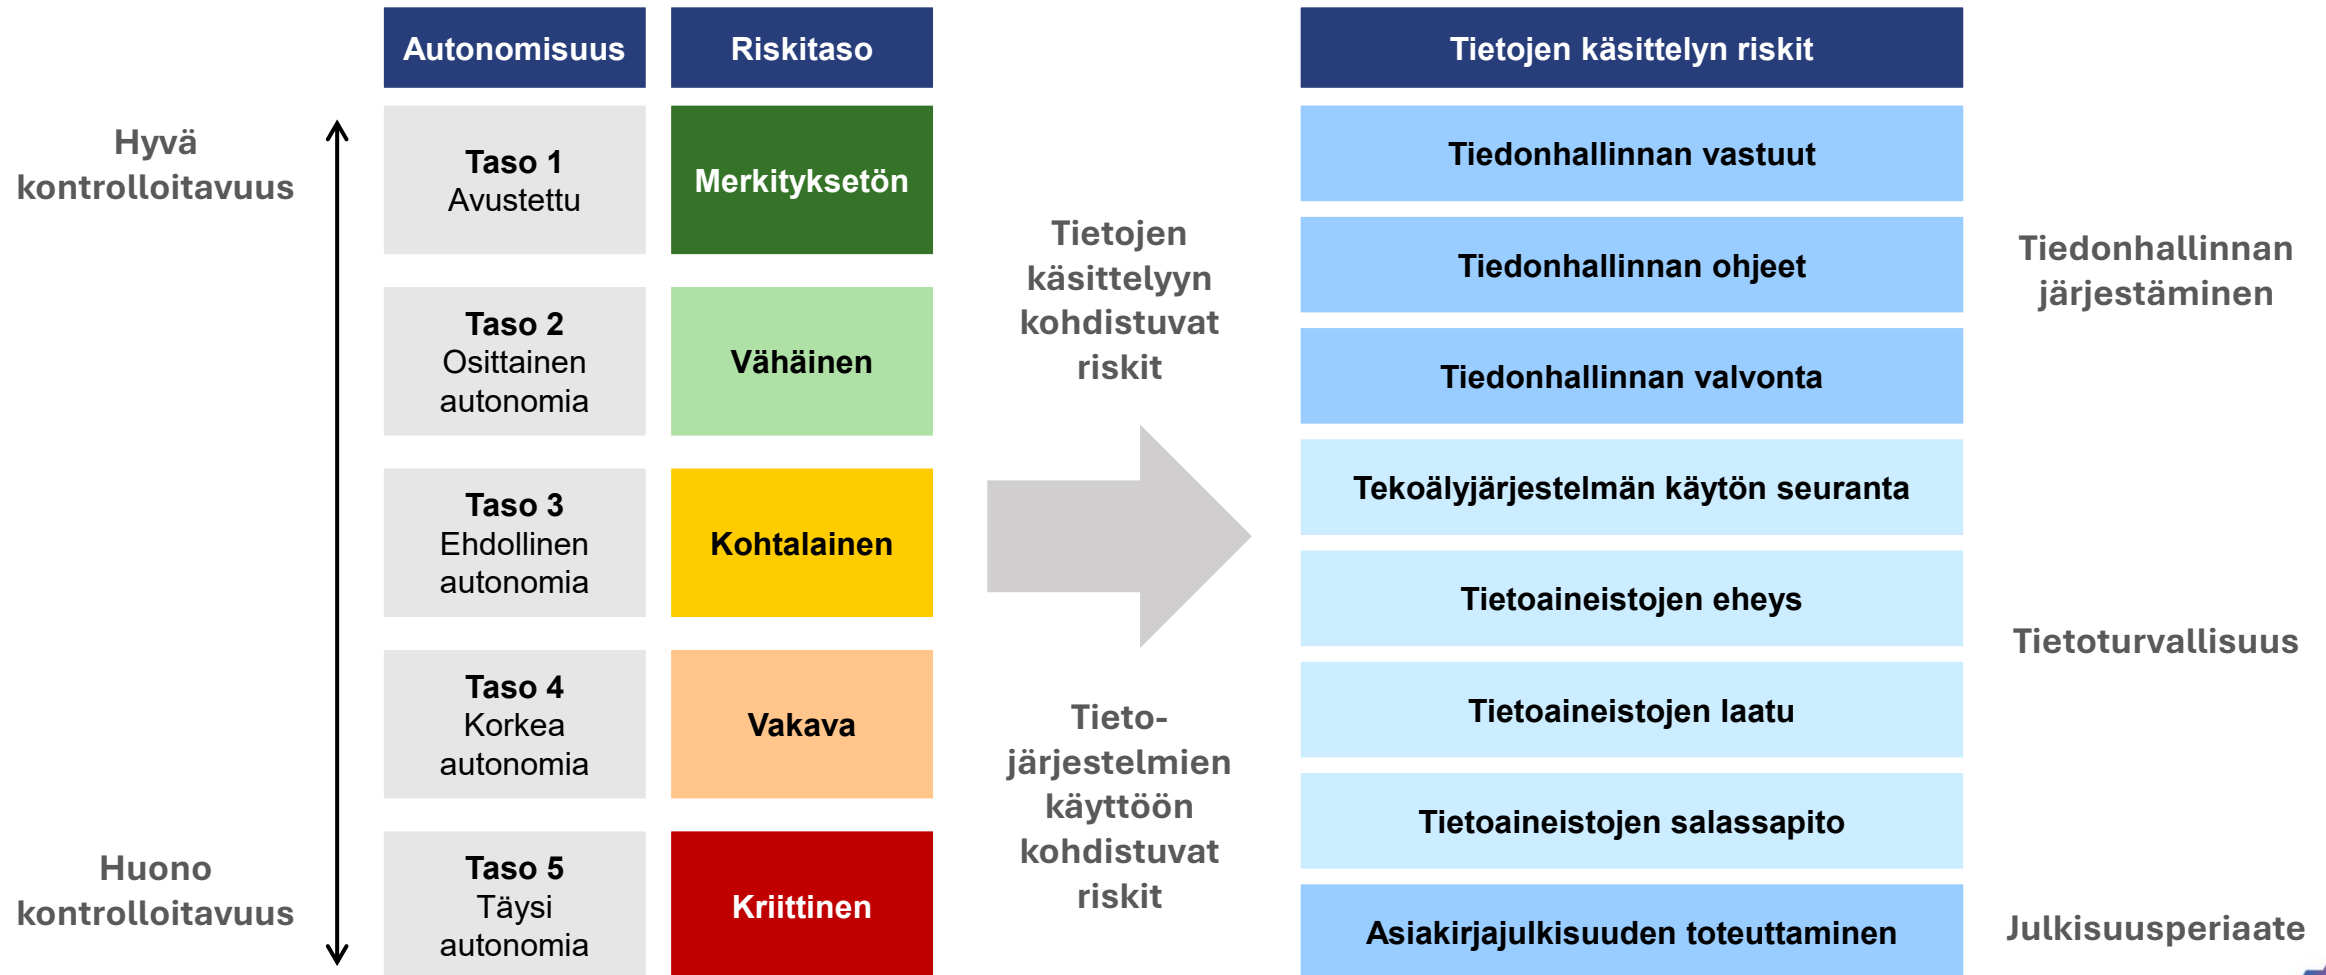 Autonomisuus
Riskitaso
Tietojen käsittelyn riskit
Hyvä
kontrolloitavuus
Huono
kontrolloitavuus
Taso 1
Avustettu
Merkityksetön
Taso 2
Osittainen
autonomia
Vähäinen
Taso 3
Ehdollinen
autonomia
Kohtalainen
Taso 4
Korkea
autonomia
Vakava
Taso 5
Täysi
autonomia
Kriittinen
Tietojen
käsittelyyn
kohdistuvat
riskit
Tieto-
järjestelmien
käyttöön
kohdistuvat
riskit
Tiedonhallinnan vastuut
Tiedonhallinnan ohjeet
Tiedonhallinnan valvonta
Tekoälyjärjestelmän käytön seuranta
Tietoaineistojen eheys
Tietoaineistojen laatu
Tietoaineistojen salassapito
Asiakirjajulkisuuden toteuttaminen
Tiedonhallinnan
järjestäminen
Tietoturvallisuus
Julkisuusperiaate